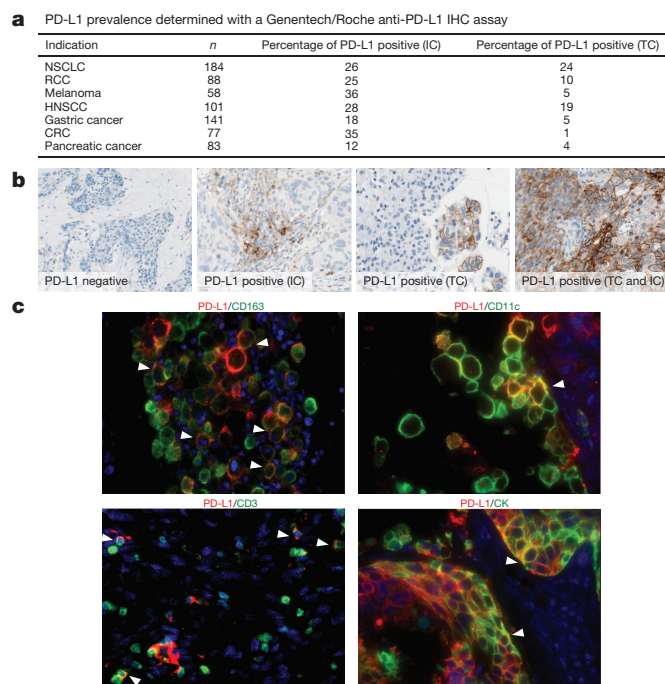 a PD-L1 prevalence determined with a Genentech/Roche anti-PD-L1 IHC assay
Indication n Percentage of PD-L1 positive (IC) Percentage of PD-L1 positive (TC)
NSCLC 184 26 24
RCC 88 25 10
Melanoma 58 36 5
HNSCC 101 28 19
Gastric cancer 141 18 5
CRC 77 35 1
Pancreatic cancer 83 12 4
b
PD-L1 negative PD-L1 positive (IC) PD-L1 positive (TC) PD-L1 positive (TC and IC)
c
PD-L1/CD163 PD-L1/CD11c
PD-L1/CD3 PD-L1/CK